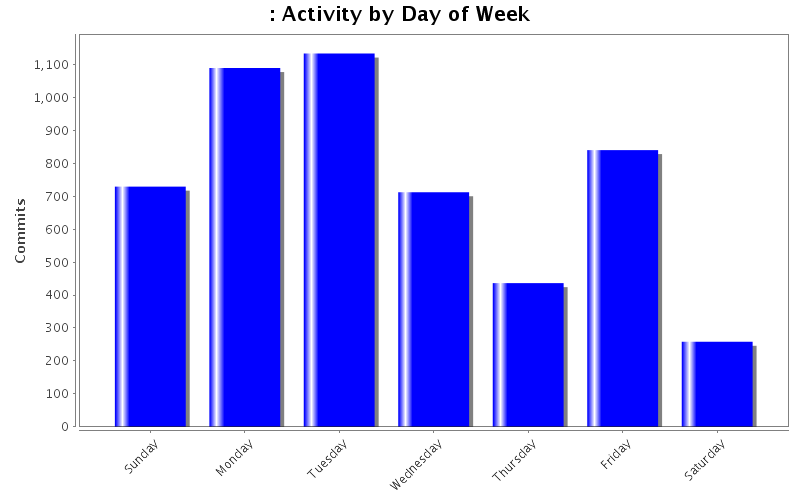 : Activity by Day of Week
Commits
1,100
1,000
900
800
700
600
500
400
300
200
100
0
Sunday
Monday
Tuesday
Wednesday
Thursday
Friday
Saturday